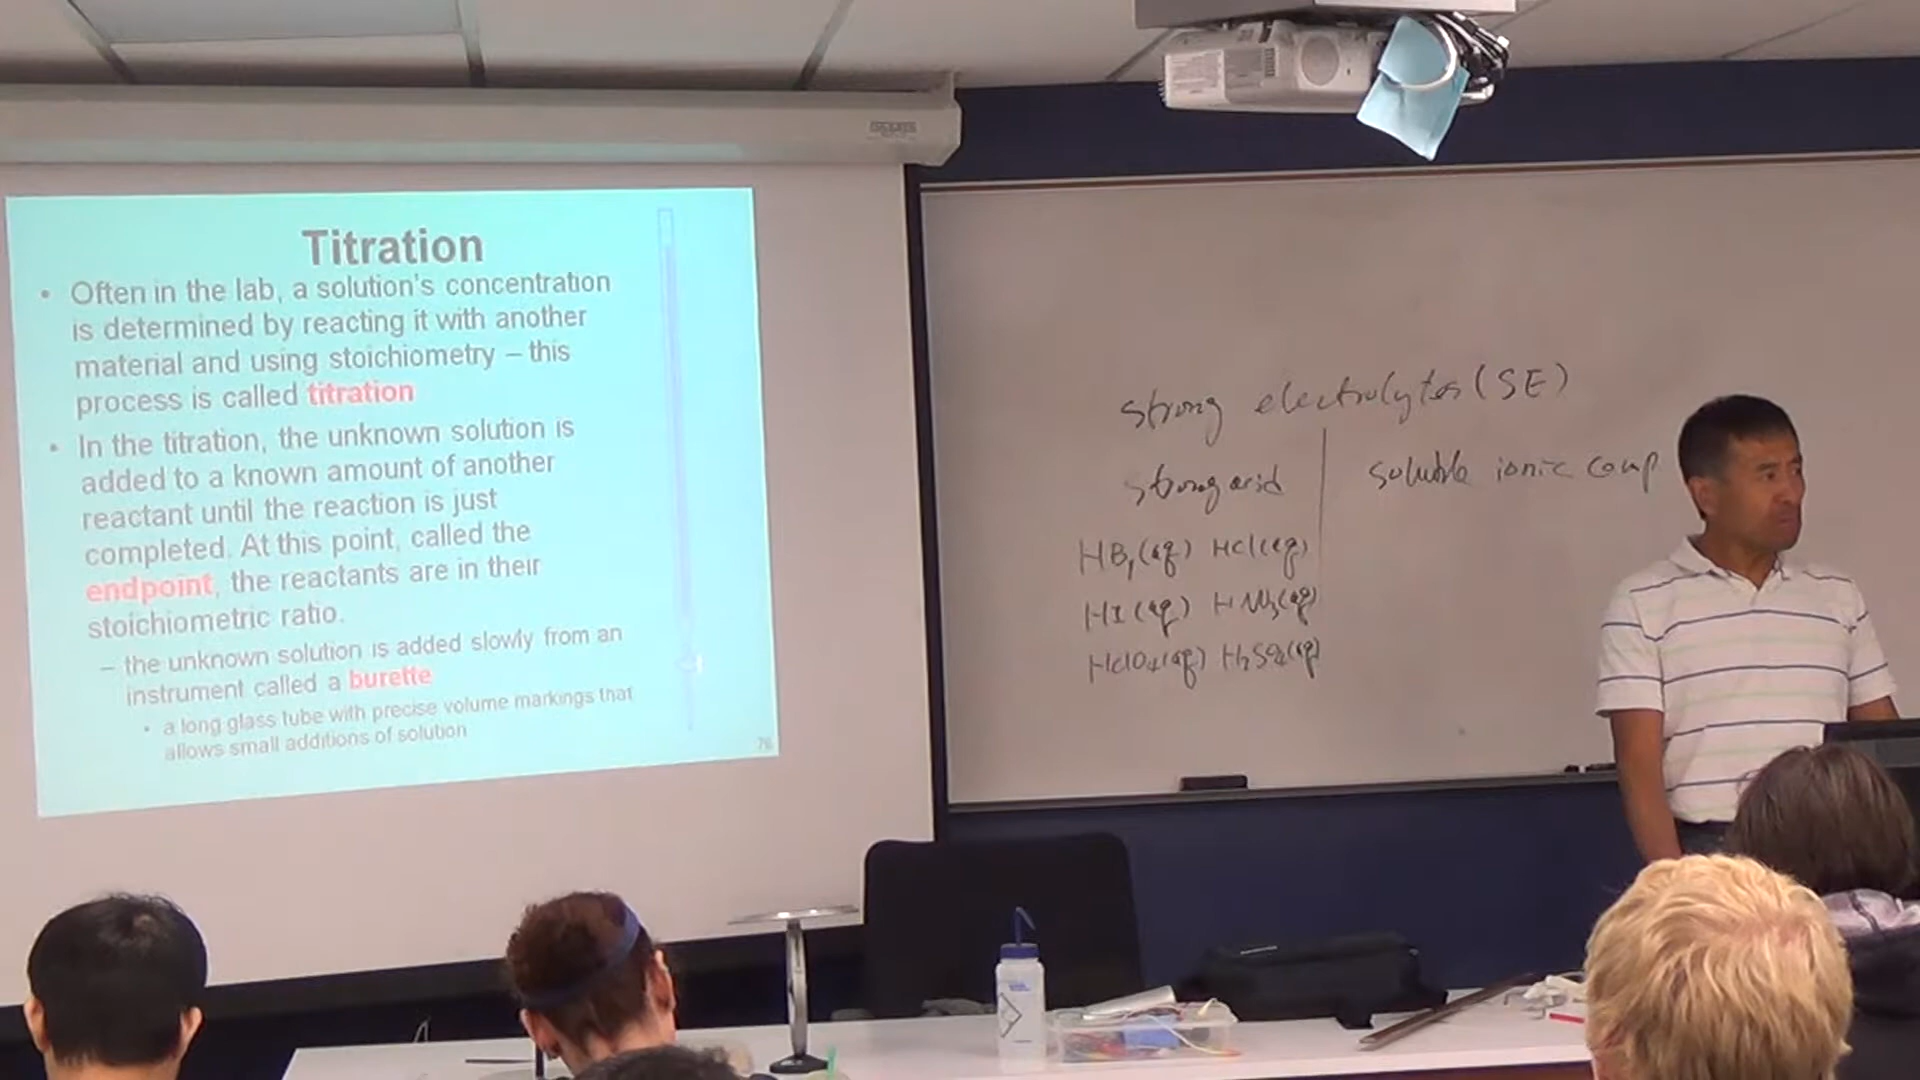 Titration
• Often in the lab, a solution's concentration
is determined by reacting it with another
material and using stoichiometry – this
process is called titration
• In the titration, the unknown solution is
added to a known amount of another
reactant until the reaction is just
completed. At this point, called the
endpoint, the reactants are in their
stoichiometric ratio.
– the unknown solution is added slowly from an
instrument called a burette
• a long glass tube with precise volume markings that
allows small additions of solution
76
strong electrolytes (SE)
strong acid
soluble ionic comp
HBr(aq) HCl(aq)
HI(aq) HNO3(aq)
HClO4(aq) H2SO4(aq)